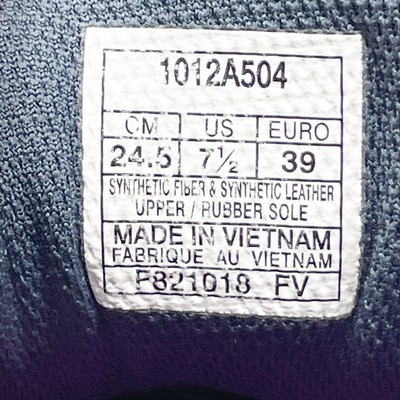 1012A504
CM US EURO
24.5 7½ 39
SYNTHETIC FIBER & SYNTHETIC LEATHER
UPPER / RUBBER SOLE
MADE IN VIETNAM
FABRIQUE AU VIETNAM
F821018 FV